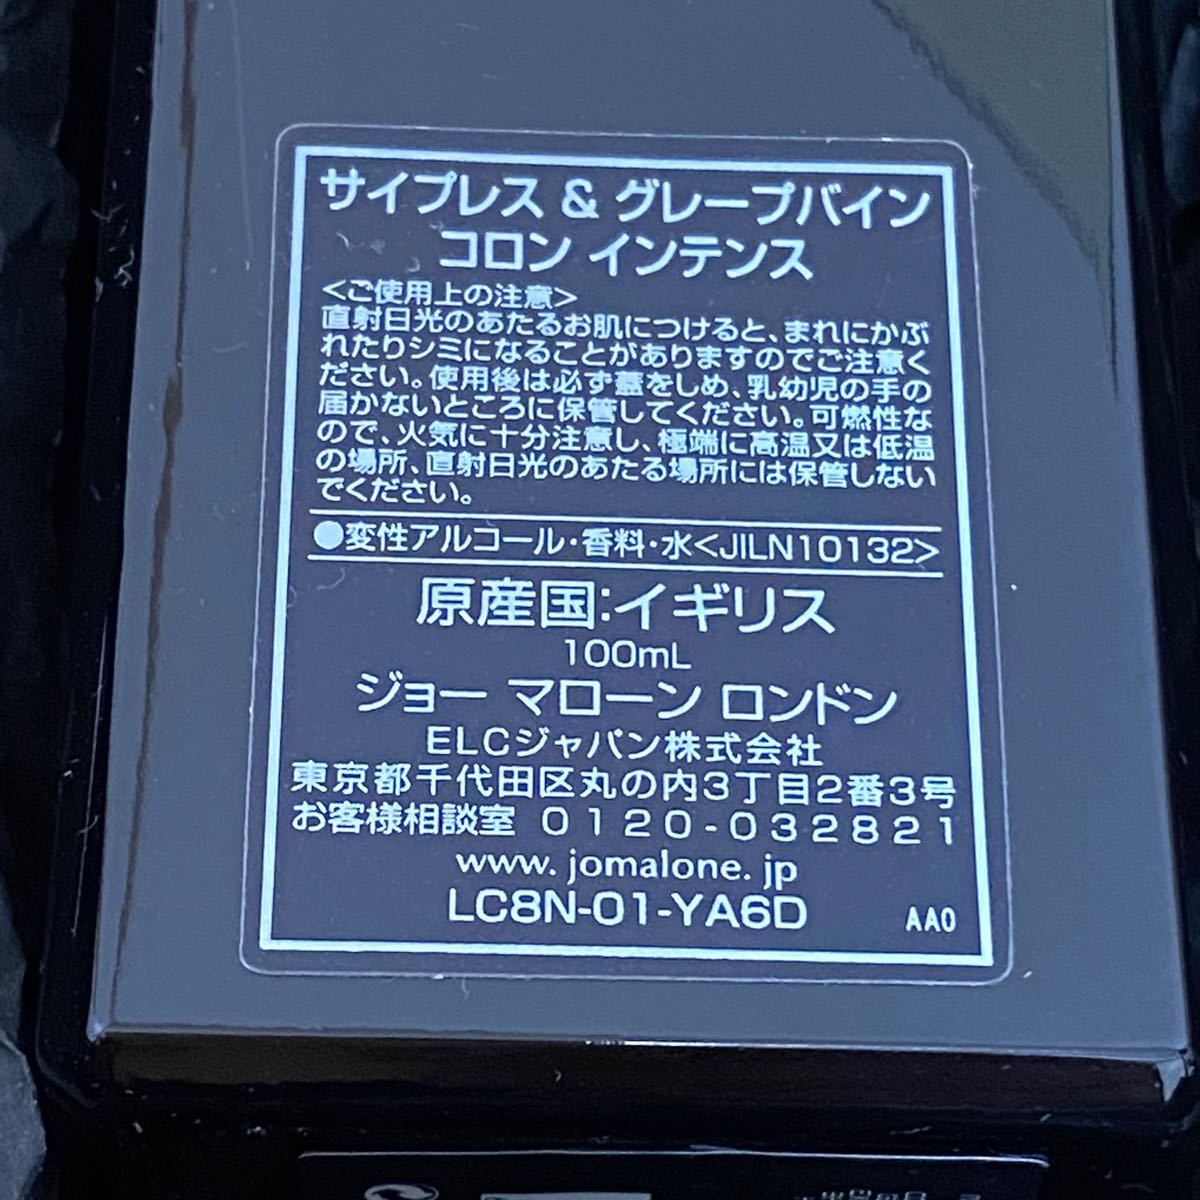 サイプレス & グレープバイン
コロン インテンス
<ご使用上の注意>
直射日光のあたるお肌につけると、まれにかぶ
れたりシミになることがありますのでご注意く
ださい。使用後は必ず蓋をしめ、乳幼児の手の
届かないところに保管してください。可燃性な
ので、火気に十分注意し、極端に高温又は低温
の場所、直射日光のあたる場所には保管しない
でください。
●変性アルコール・香料・水<JILN10132>
原産国:イギリス
100mL
ジョー マローン ロンドン
ELCジャパン株式会社
東京都千代田区丸の内3丁目2番3号
お客様相談室 0120-032821
www.jomalone.jp
LC8N-01-YA6D AA0